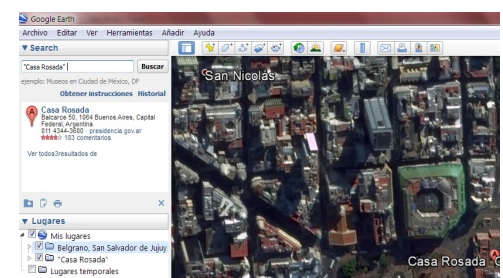 Google Earth
Archivo Editar Ver Herramientas Añadir Ayuda
Search
"Casa Rosada"
Buscar
ejemplo: Museos en Ciudad de México, DF
Obtener instrucciones Historial
A
Casa Rosada
Balcarce 50, 1064 Buenos Aires, Capital
Federal, Argentina
011 4344-3600 - presidencia.gov.ar
183 comentarios
Ver todos3resultados de
Lugares
Mis lugares
Belgrano, San Salvador de Jujuy
"Casa Rosada"
Lugares temporales
San Nicolás
Casa Rosada